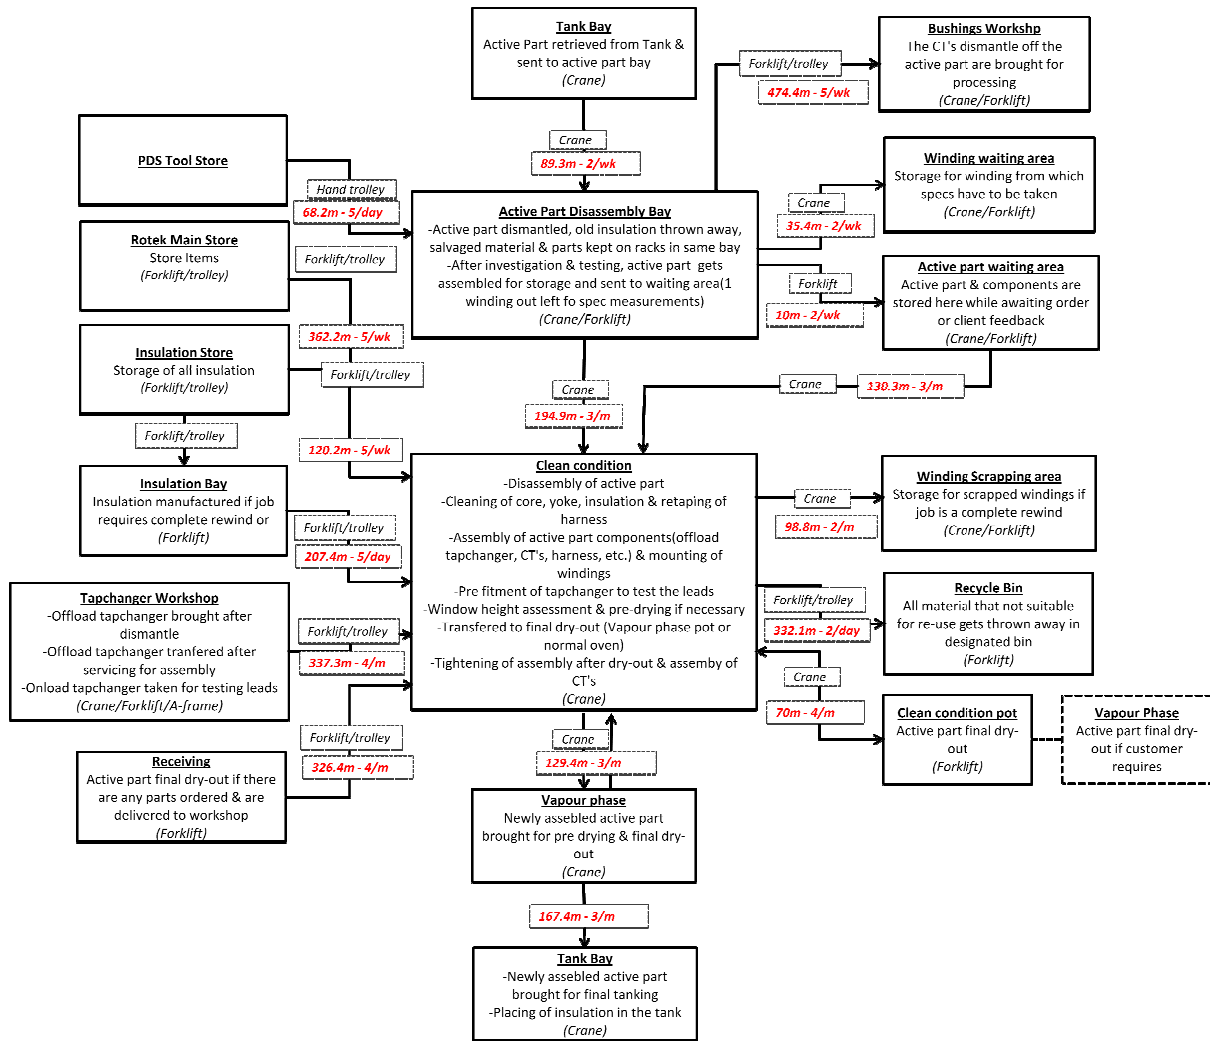 Tank Bay
Active Part retrieved from Tank &
sent to active part bay
(Crane)
Bushings Workshp
The CT's dismantle off the
active part are brought for
processing
(Crane/Forklift)
Forklift/trolley
474.4m - 5/wk
Crane
89.3m - 2/wk
PDS Tool Store
Hand trolley
68.2m - 5/day
Winding waiting area
Storage for winding from which
specs have to be taken
(Crane/Forklift)
Crane
35.4m - 2/wk
Active Part Disassembly Bay
-Active part dismantled, old insulation thrown away,
salvaged material & parts kept on racks in same bay
-After investigation & testing, active part gets
assembled for storage and sent to waiting area(1
winding out left fo spec measurements)
(Crane/Forklift)
Rotek Main Store
Store Items
(Forklift/trolley)
Forklift/trolley
362.2m - 5/wk
Forklift
10m - 2/wk
Active part waiting area
Active part & components are
stored here while awaiting order
or client feedback
(Crane/Forklift)
Insulation Store
Storage of all insulation
(Forklift/trolley)
Forklift/trolley
120.2m - 5/wk
Crane
194.9m - 3/m
Crane
130.3m - 3/m
Forklift/trolley
Insulation Bay
Insulation manufactured if job
requires complete rewind or
(Forklift)
Forklift/trolley
207.4m - 5/day
Clean condition
-Disassembly of active part
-Cleaning of core, yoke, insulation & retaping of
harness
-Assembly of active part components(offload
tapchanger, CT's, harness, etc.) & mounting of
windings
-Pre fitment of tapchanger to test the leads
-Window height assessment & pre-drying if necessary
-Transfered to final dry-out (Vapour phase pot or
normal oven)
-Tightening of assembly after dry-out & assemby of
CT's
(Crane)
Crane
98.8m - 2/m
Winding Scrapping area
Storage for scrapped windings if
job is a complete rewind
(Crane/Forklift)
Tapchanger Workshop
-Offload tapchanger brought after
dismantle
-Offload tapchanger tranfered after
servicing for assembly
-Onload tapchanger taken for testing leads
(Crane/Forklift/A-frame)
Forklift/trolley
337.3m - 4/m
Forklift/trolley
332.1m - 2/day
Recycle Bin
All material that not suitable
for re-use gets thrown away in
designated bin
(Forklift)
Crane
70m - 4/m
Clean condition pot
Active part final dry-
out
(Forklift)
Vapour Phase
Active part final dry-
out if customer
requires
Receiving
Active part final dry-out if there
are any parts ordered & are
delivered to workshop
(Forklift)
Forklift/trolley
326.4m - 4/m
Crane
129.4m - 3/m
Vapour phase
Newly assebled active part
brought for pre drying & final dry-
out
(Crane)
167.4m - 3/m
Tank Bay
-Newly assebled active part
brought for final tanking
-Placing of insulation in the tank
(Crane)